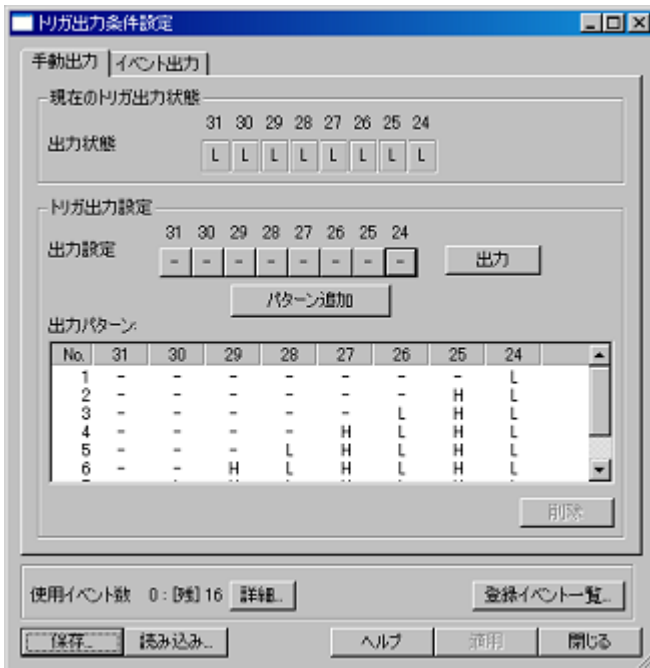 トリガ出力条件設定
手動出力 イベント出力
現在のトリガ出力状態
31 30 29 28 27 26 25 24
出力状態 L L L L L L L L
トリガ出力設定
31 30 29 28 27 26 25 24
出力設定 - - - - - - - - 出力
パターン追加
出力パターン:
No. 31 30 29 28 27 26 25 24
1 - - - - - - - L
2 - - - - - - H L
3 - - - - - L H L
4 - - - - H L H L
5 - - - L H L H L
6 - - H L H L H L
削除
使用イベント数 0 : [残] 16 詳細... 登録イベント一覧...
保存... 読み込み... ヘルプ 適用 閉じる